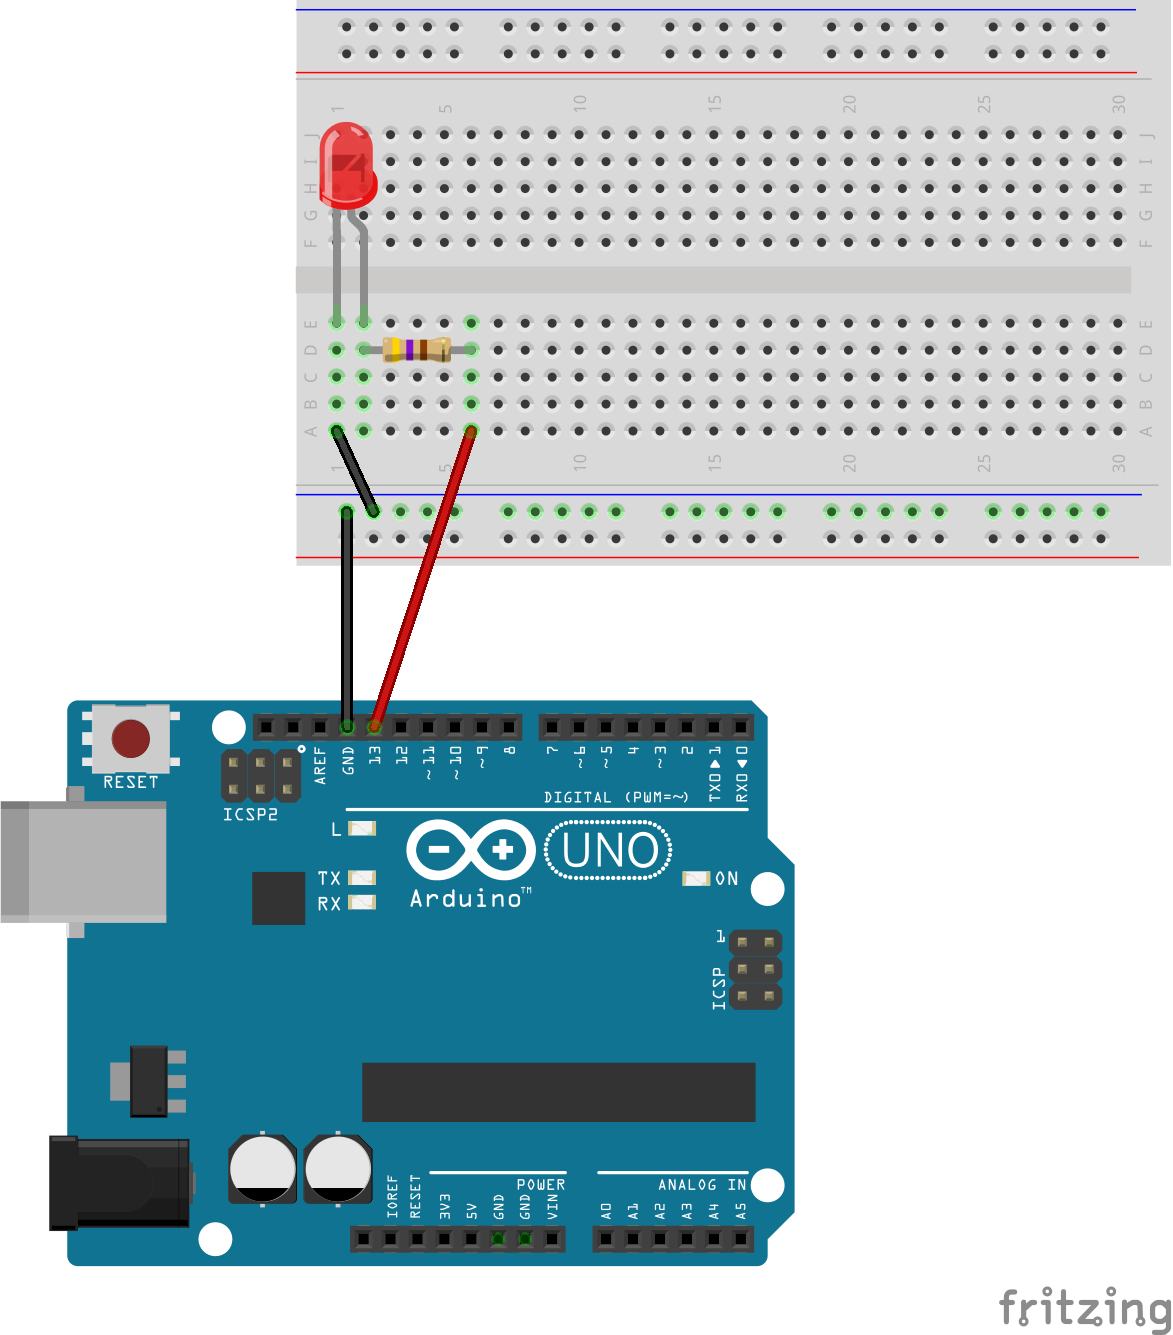 1 5 10 15 20 25 30
J J
I I
H H
G G
F F
E E
D D
C C
B B
A A
1 5 10 15 20 25 30
RESET
ICSP2
AREF
GND
13
12
~11
~10
~9
8
7
~6
~5
4
~3
2
TX0▶1
RX0◀0
DIGITAL (PWM=~)
L
TX
RX
UNO
Arduino™
ON
1
ICSP
POWER
ANALOG IN
IOREF
RESET
3V3
5V
GND
GND
VIN
A0
A1
A2
A3
A4
A5
fritzing